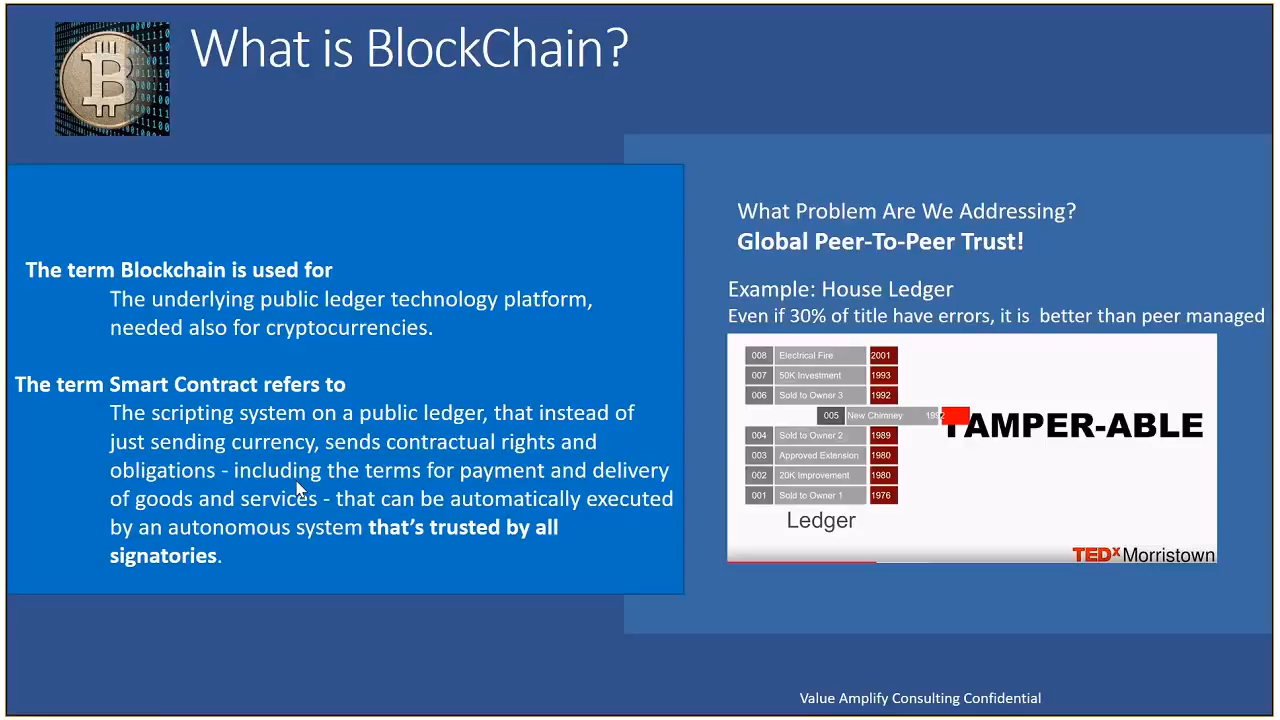 What is BlockChain?
The term Blockchain is used for
The underlying public ledger technology platform,
needed also for cryptocurrencies.
The term Smart Contract refers to
The scripting system on a public ledger, that instead of
just sending currency, sends contractual rights and
obligations - including the terms for payment and delivery
of goods and services - that can be automatically executed
by an autonomous system that's trusted by all
signatories.
What Problem Are We Addressing?
Global Peer-To-Peer Trust!
Example: House Ledger
Even if 30% of title have errors, it is better than peer managed
008 Electrical Fire 2001
007 50K Investment 1993
006 Sold to Owner 3 1992
005 New Chimney 1992
TAMPER-ABLE
004 Sold to Owner 2 1989
003 Approved Extension 1980
002 20K Improvement 1980
001 Sold to Owner 1 1976
Ledger
TEDx Morristown
Value Amplify Consulting Confidential